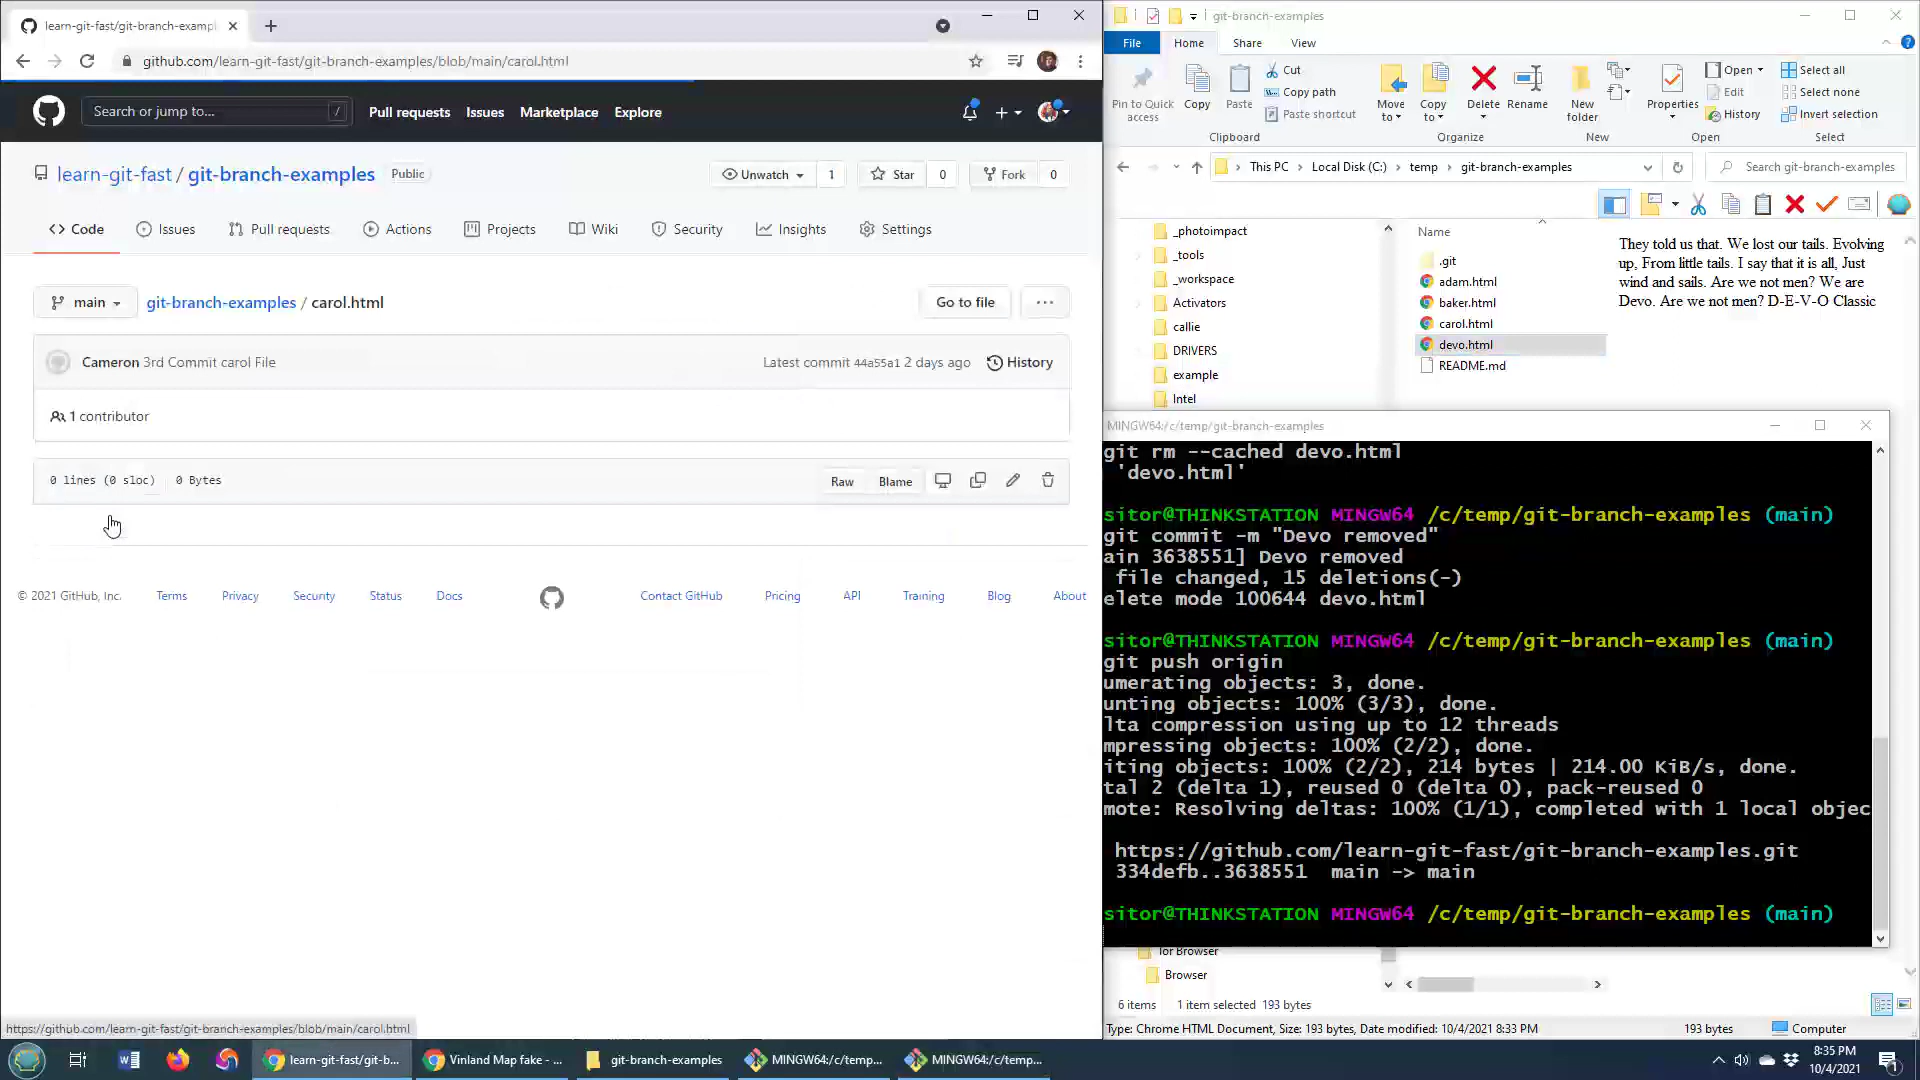 learn-git-fast/git-branch-exampl
github.com/learn-git-fast/git-branch-examples/blob/main/carol.html
Search or jump to...
/
Pull requests
Issues
Marketplace
Explore
learn-git-fast / git-branch-examples
Public
Unwatch
1
Star
0
Fork
0
Code
Issues
Pull requests
Actions
Projects
Wiki
Security
Insights
Settings
main
git-branch-examples / carol.html
Go to file
Cameron 3rd Commit carol File
Latest commit 44a55a1 2 days ago
History
1 contributor
0 lines (0 sloc)
0 Bytes
Raw
Blame
© 2021 GitHub, Inc.
Terms
Privacy
Security
Status
Docs
Contact GitHub
Pricing
API
Training
Blog
About
https://github.com/learn-git-fast/git-branch-examples/blob/main/carol.html
git-branch-examples
File
Home
Share
View
Pin to Quick access
Copy
Paste
Cut
Copy path
Paste shortcut
Clipboard
Move to
Copy to
Delete
Rename
Organize
New folder
New
Properties
Open
Edit
History
Open
Select all
Select none
Invert selection
Select
This PC
Local Disk (C:)
temp
git-branch-examples
Search git-branch-examples
_photoimpact
_tools
_workspace
Activators
callie
DRIVERS
example
Intel
Name
.git
adam.html
baker.html
carol.html
devo.html
README.md
They told us that. We lost our tails. Evolving
up, From little tails. I say that it is all, Just
wind and sails. Are we not men? We are
Devo. Are we not men? D-E-V-O Classic
MINGW64:/c/temp/git-branch-examples
git rm --cached devo.html
'devo.html'
sitor@THINKSTATION MINGW64 /c/temp/git-branch-examples (main)
git commit -m "Devo removed"
ain 3638551] Devo removed
file changed, 15 deletions(-)
elete mode 100644 devo.html
sitor@THINKSTATION MINGW64 /c/temp/git-branch-examples (main)
git push origin
umerating objects: 3, done.
unting objects: 100% (3/3), done.
lta compression using up to 12 threads
mpressing objects: 100% (2/2), done.
iting objects: 100% (2/2), 214 bytes | 214.00 KiB/s, done.
tal 2 (delta 1), reused 0 (delta 0), pack-reused 0
mote: Resolving deltas: 100% (1/1), completed with 1 local objec
https://github.com/learn-git-fast/git-branch-examples.git
334defb..3638551 main -> main
sitor@THINKSTATION MINGW64 /c/temp/git-branch-examples (main)
Tor Browser
Browser
6 items
1 item selected 193 bytes
Type: Chrome HTML Document, Size: 193 bytes, Date modified: 10/4/2021 8:33 PM
193 bytes
Computer
learn-git-fast/git-b...
Vinland Map fake - ...
git-branch-examples
MINGW64:/c/temp...
MINGW64:/c/temp...
8:35 PM
10/4/2021
1